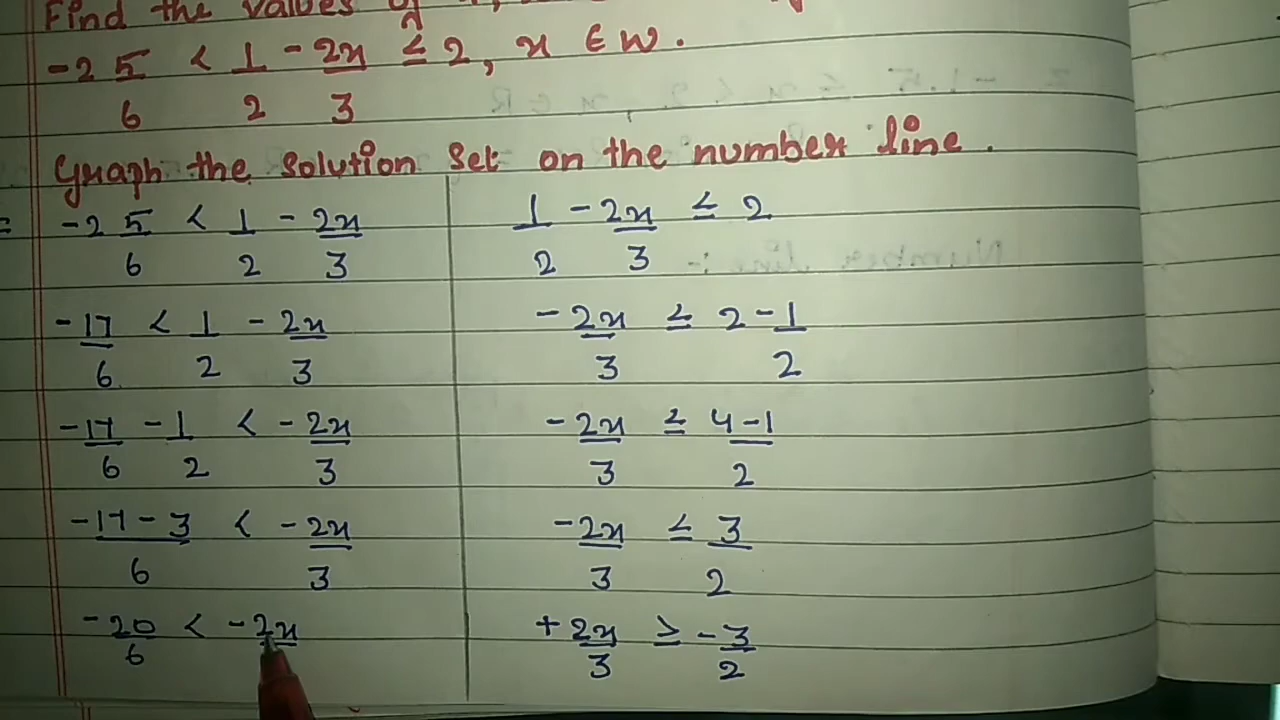 Find the values of x,
-2 5/6 < 1/2 - 2x/3 ≤ 2, x ∈ W.
Graph the solution set on the number line.
-2 5/6 < 1/2 - 2x/3
-17/6 < 1/2 - 2x/3
-17/6 - 1/2 < -2x/3
-17-3/6 < -2x/3
-20/6 < -2x
1/2 - 2x/3 ≤ 2
-2x/3 ≤ 2 - 1/2
-2x/3 ≤ 4-1/2
-2x/3 ≤ 3/2
+2x/3 ≥ -3/2